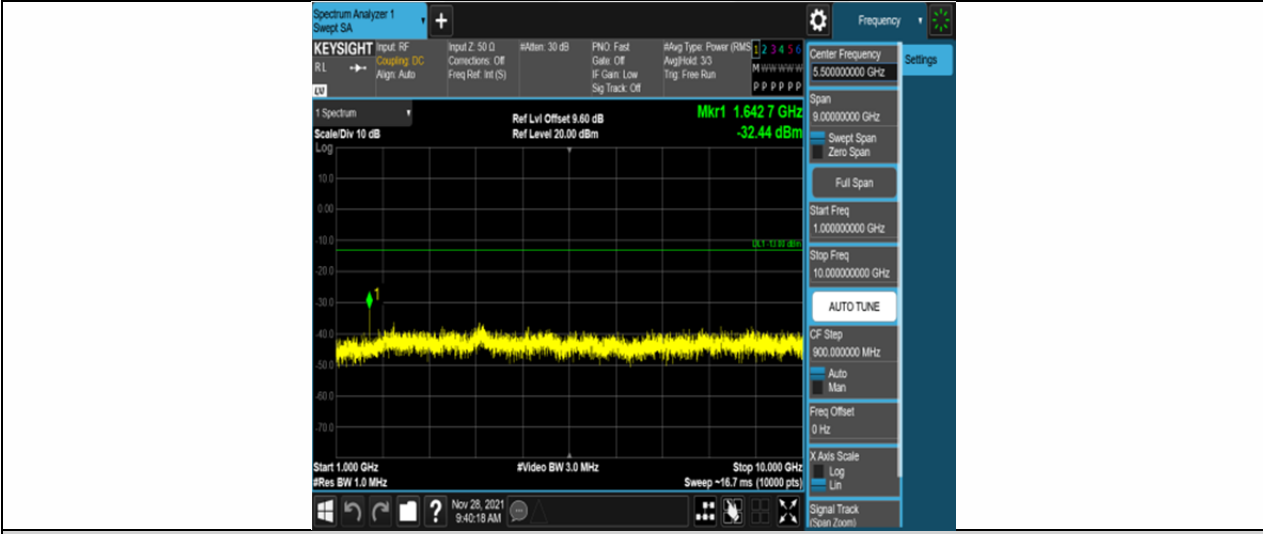 Spectrum Analyzer 1
Swept SA
+
Frequency
KEYSIGHT
RL
LV
Input: RF
Coupling: DC
Align: Auto
Input Z: 50 Ω
Corrections: Off
Freq Ref: Int (S)
#Atten: 30 dB
PNO: Fast
Gate: Off
IF Gain: Low
Sig Track: Off
#Avg Type: Power (RMS
Avg|Hold: 3/3
Trig: Free Run
1 2 3 4 5 6
M W W W W W
P P P P P P
1 Spectrum
Scale/Div 10 dB
Log
Ref Lvl Offset 9.60 dB
Ref Level 20.00 dBm
Mkr1 1.642 7 GHz
-32.44 dBm
10.0
0.00
-10.0
DL1 -13.00 dBm
-20.0
-30.0
1
-40.0
-50.0
-60.0
-70.0
Start 1.000 GHz
#Res BW 1.0 MHz
#Video BW 3.0 MHz
Stop 10.000 GHz
Sweep ~16.7 ms (10000 pts)
?
Nov 28, 2021
9:40:18 AM
Center Frequency
5.500000000 GHz
Settings
Span
9.00000000 GHz
Swept Span
Zero Span
Full Span
Start Freq
1.000000000 GHz
Stop Freq
10.000000000 GHz
AUTO TUNE
CF Step
900.000000 MHz
Auto
Man
Freq Offset
0 Hz
X Axis Scale
Log
Lin
Signal Track
(Span Zoom)